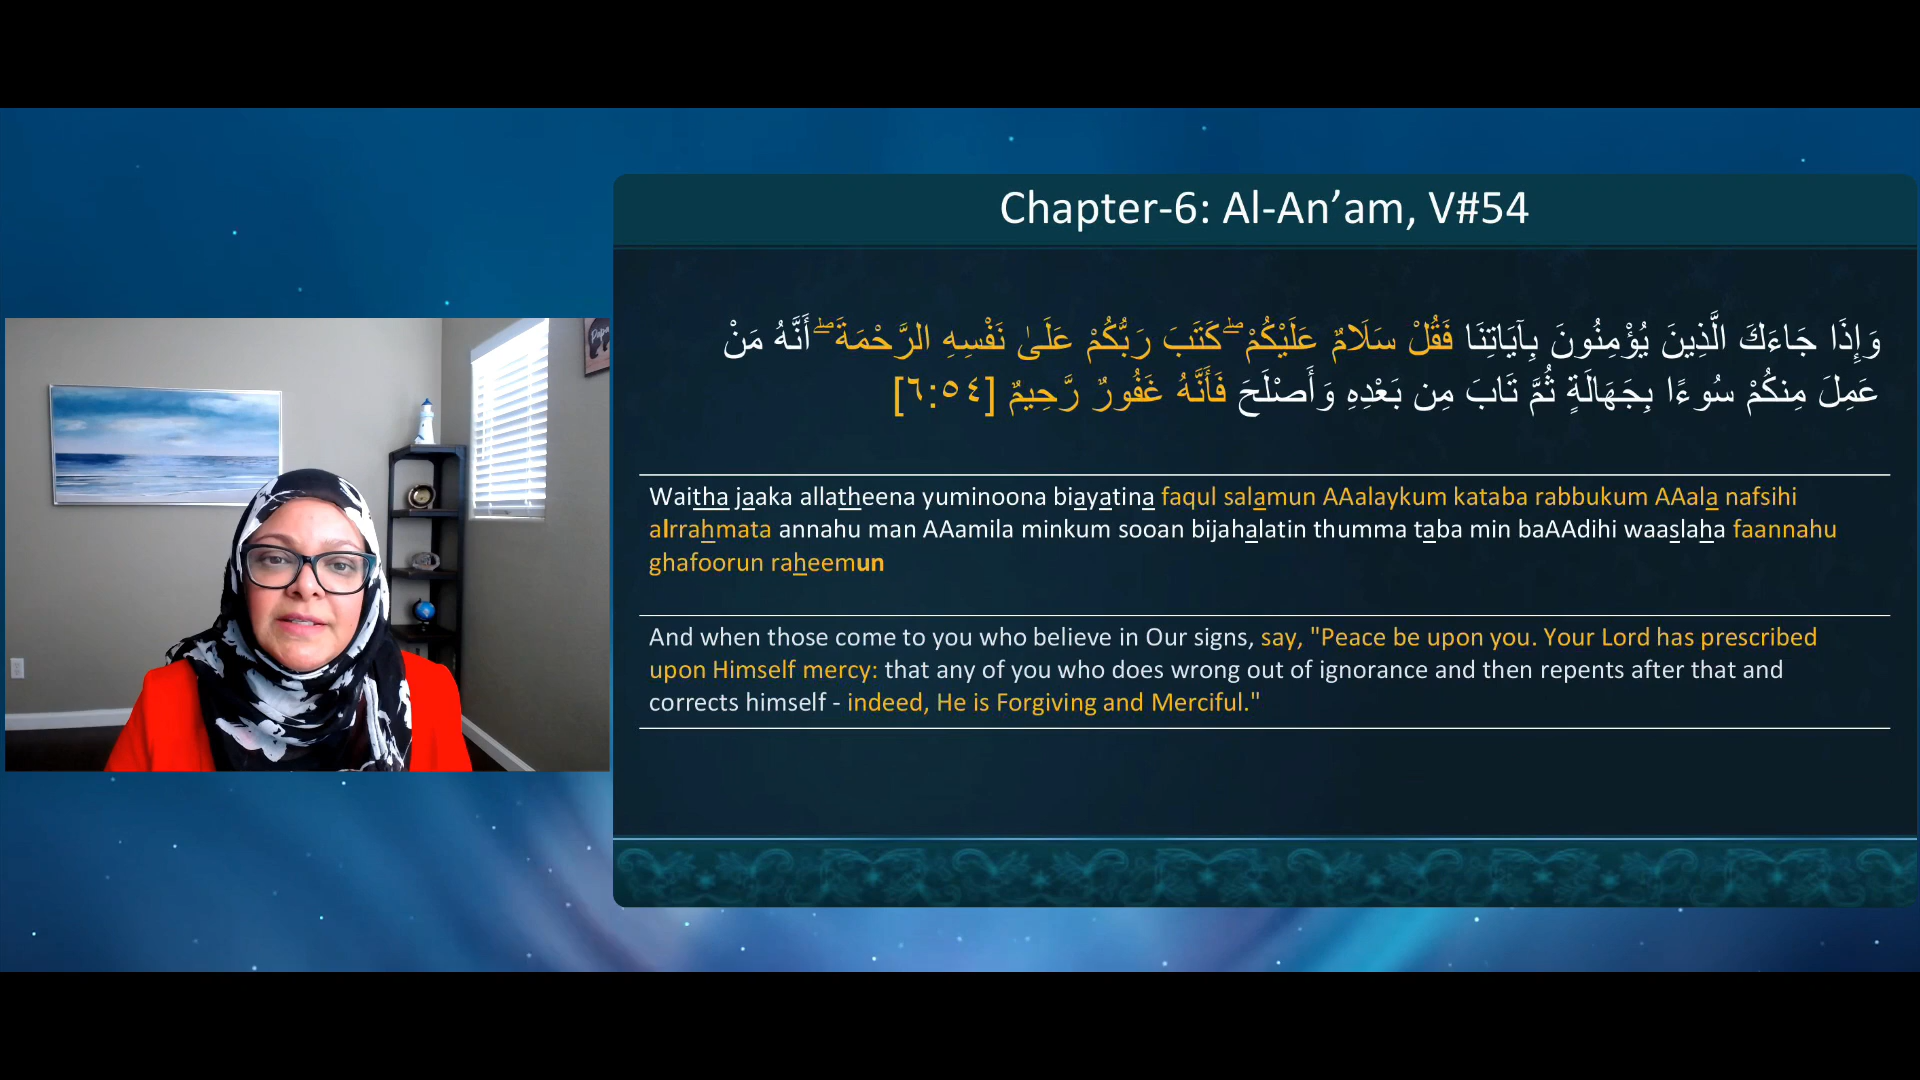 Chapter-6: Al-An’am, V#54
وَإِذَا جَاءَكَ الَّذِينَ يُؤْمِنُونَ بِآيَاتِنَا فَقُلْ سَلَامٌ عَلَيْكُمْ ۖ كَتَبَ رَبُّكُمْ عَلَىٰ نَفْسِهِ الرَّحْمَةَ ۖ أَنَّهُ مَنْ
عَمِلَ مِنكُمْ سُوءًا بِجَهَالَةٍ ثُمَّ تَابَ مِن بَعْدِهِ وَأَصْلَحَ فَأَنَّهُ غَفُورٌ رَّحِيمٌ [٦:٥٤]
Waitha jaaka allatheena yuminoona biayatina faqul salamun AAalaykum kataba rabbukum AAala nafsihi
alrrahmata annahu man AAamila minkum sooan bijahalatin thumma taba min baAAdihi waaslaha faannahu
ghafoorun raheemun
And when those come to you who believe in Our signs, say, "Peace be upon you. Your Lord has prescribed
upon Himself mercy: that any of you who does wrong out of ignorance and then repents after that and
corrects himself - indeed, He is Forgiving and Merciful."